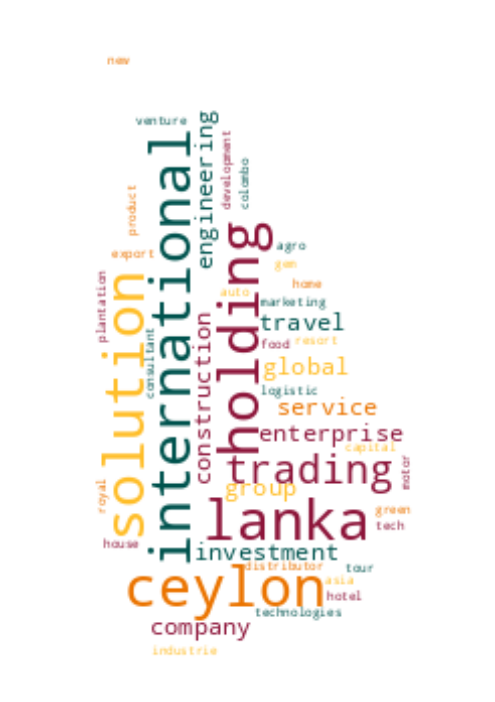 new
venture
engineering
international
development
colombo
product
holding
agro
export
gem
plantation
solution
home
auto
marketing
construction
travel
consultant
food
resort
global
logistic
service
enterprise
capital
trading
motor
royal
group
lanka
green
tech
house
investment
distributor
tour
ceylon
asia
hotel
technologies
company
industrie